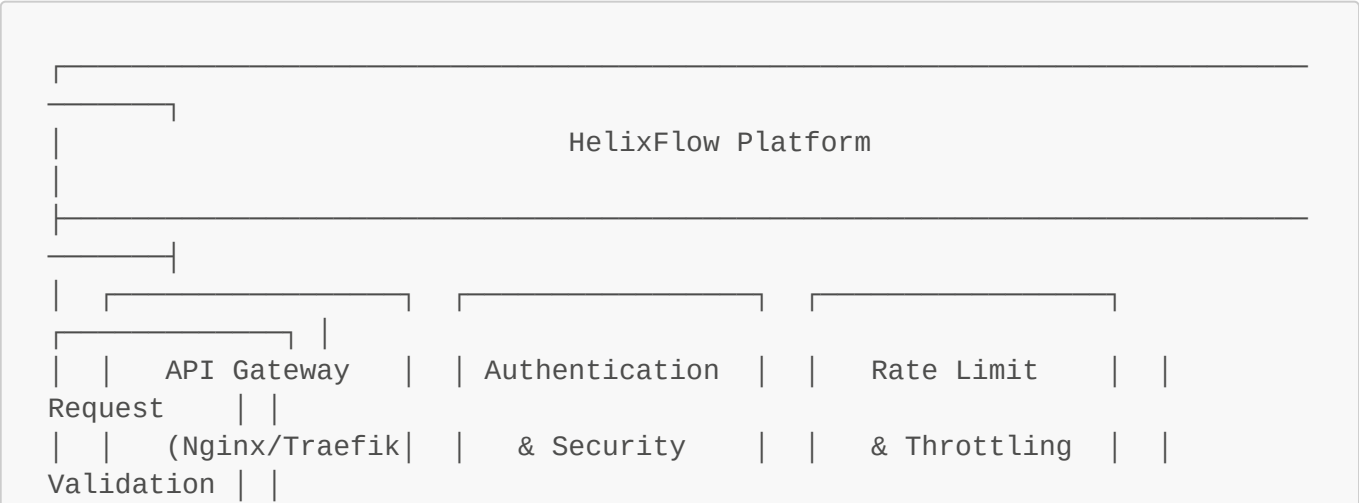 ┌──────────────────────────────────────────────────────────────────────────
───────┐
│                              HelixFlow Platform
│
├──────────────────────────────────────────────────────────────────────────
───────┤
│  ┌─────────────────┐  ┌─────────────────┐  ┌─────────────────┐
┌─────────────┐ │
│  │   API Gateway   │  │ Authentication  │  │   Rate Limit    │  │
Request    │ │
│  │   (Nginx/Traefik│  │   & Security    │  │   & Throttling  │  │
Validation │ │